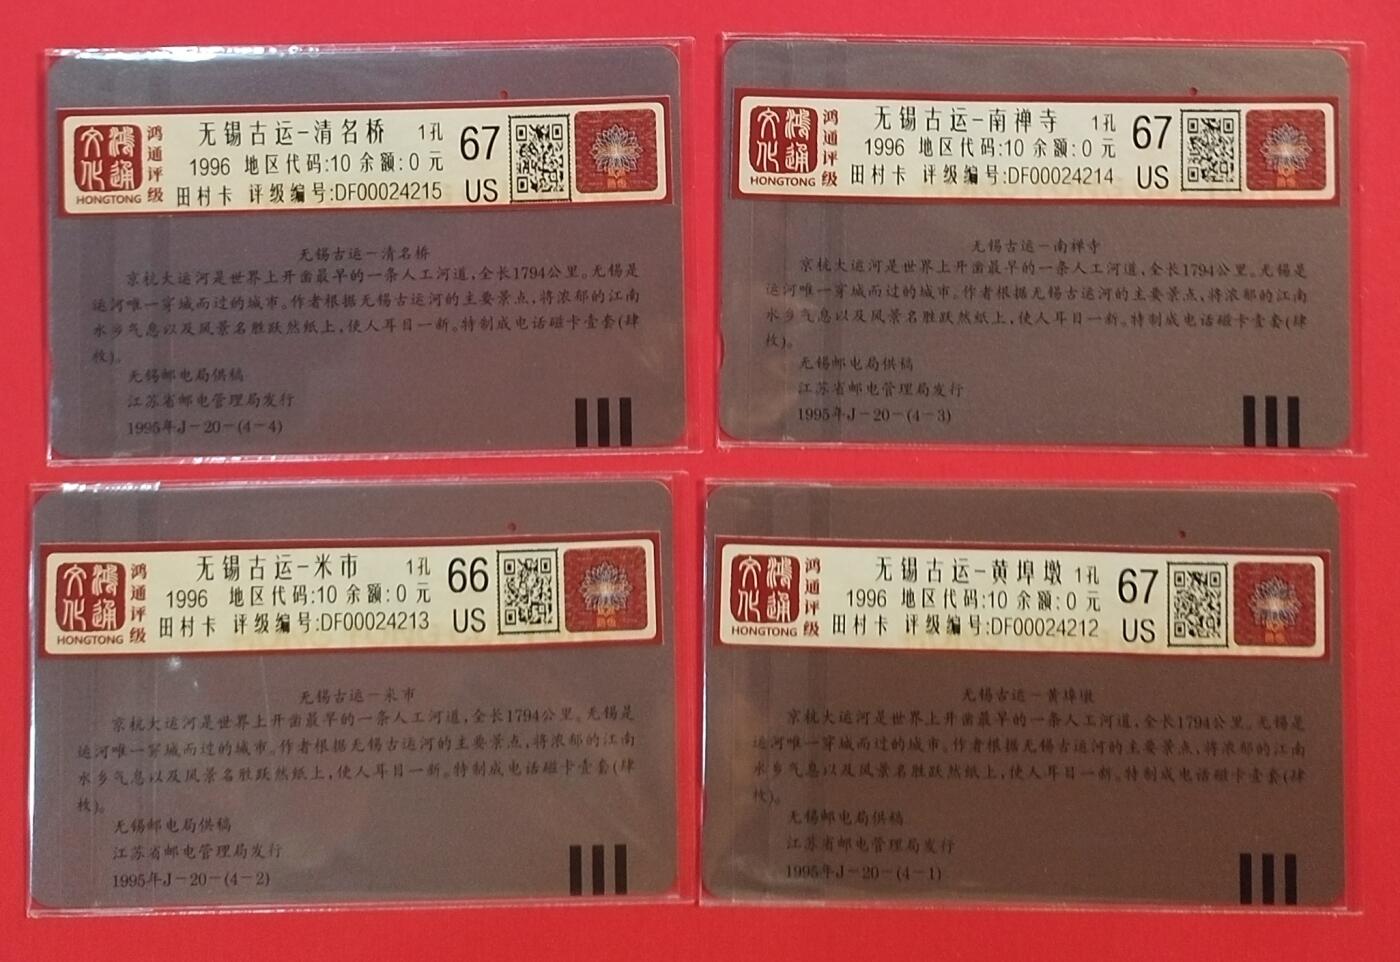 鸿通文化
HONGTONG
鸿通评级
无锡古运-清名桥 1孔
1996 地区代码:10 余额:0 元
田村卡 评级编号:DF00024215
67
US
无锡古运-清名桥
京杭大运河是世界上开凿最早的一条人工河道,全长1794公里。无锡是
运河唯一穿城而过的城市。作者根据无锡古运河的主要景点,将浓郁的江南
水乡气息以及风景名胜跃然纸上,使人耳目一新。特制成电话磁卡壹套(肆
枚)。
无锡邮电局供稿
江苏省邮电管理局发行
1995年J-20-(4-4)
鸿通文化
HONGTONG
鸿通评级
无锡古运-南禅寺 1孔
1996 地区代码:10 余额:0 元
田村卡 评级编号:DF00024214
67
US
无锡古运-南禅寺
京杭大运河是世界上开凿最早的一条人工河道,全长1794公里。无锡是
运河唯一穿城而过的城市。作者根据无锡古运河的主要景点,将浓郁的江南
水乡气息以及风景名胜跃然纸上,使人耳目一新。特制成电话磁卡壹套(肆
枚)。
无锡邮电局供稿
江苏省邮电管理局发行
1995年J-20-(4-3)
鸿通文化
HONGTONG
鸿通评级
无锡古运-米市 1孔
1996 地区代码:10 余额:0 元
田村卡 评级编号:DF00024213
66
US
无锡古运-米市
京杭大运河是世界上开凿最早的一条人工河道,全长1794公里。无锡是
运河唯一穿城而过的城市。作者根据无锡古运河的主要景点,将浓郁的江南
水乡气息以及风景名胜跃然纸上,使人耳目一新。特制成电话磁卡壹套(肆
枚)。
无锡邮电局供稿
江苏省邮电管理局发行
1995年J-20-(4-2)
鸿通文化
HONGTONG
鸿通评级
无锡古运-黄埠墩 1孔
1996 地区代码:10 余额:0 元
田村卡 评级编号:DF00024212
67
US
无锡古运-黄埠墩
京杭大运河是世界上开凿最早的一条人工河道,全长1794公里。无锡是
运河唯一穿城而过的城市。作者根据无锡古运河的主要景点,将浓郁的江南
水乡气息以及风景名胜跃然纸上,使人耳目一新。特制成电话磁卡壹套(肆
枚)。
无锡邮电局供稿
江苏省邮电管理局发行
1995年J-20-(4-1)